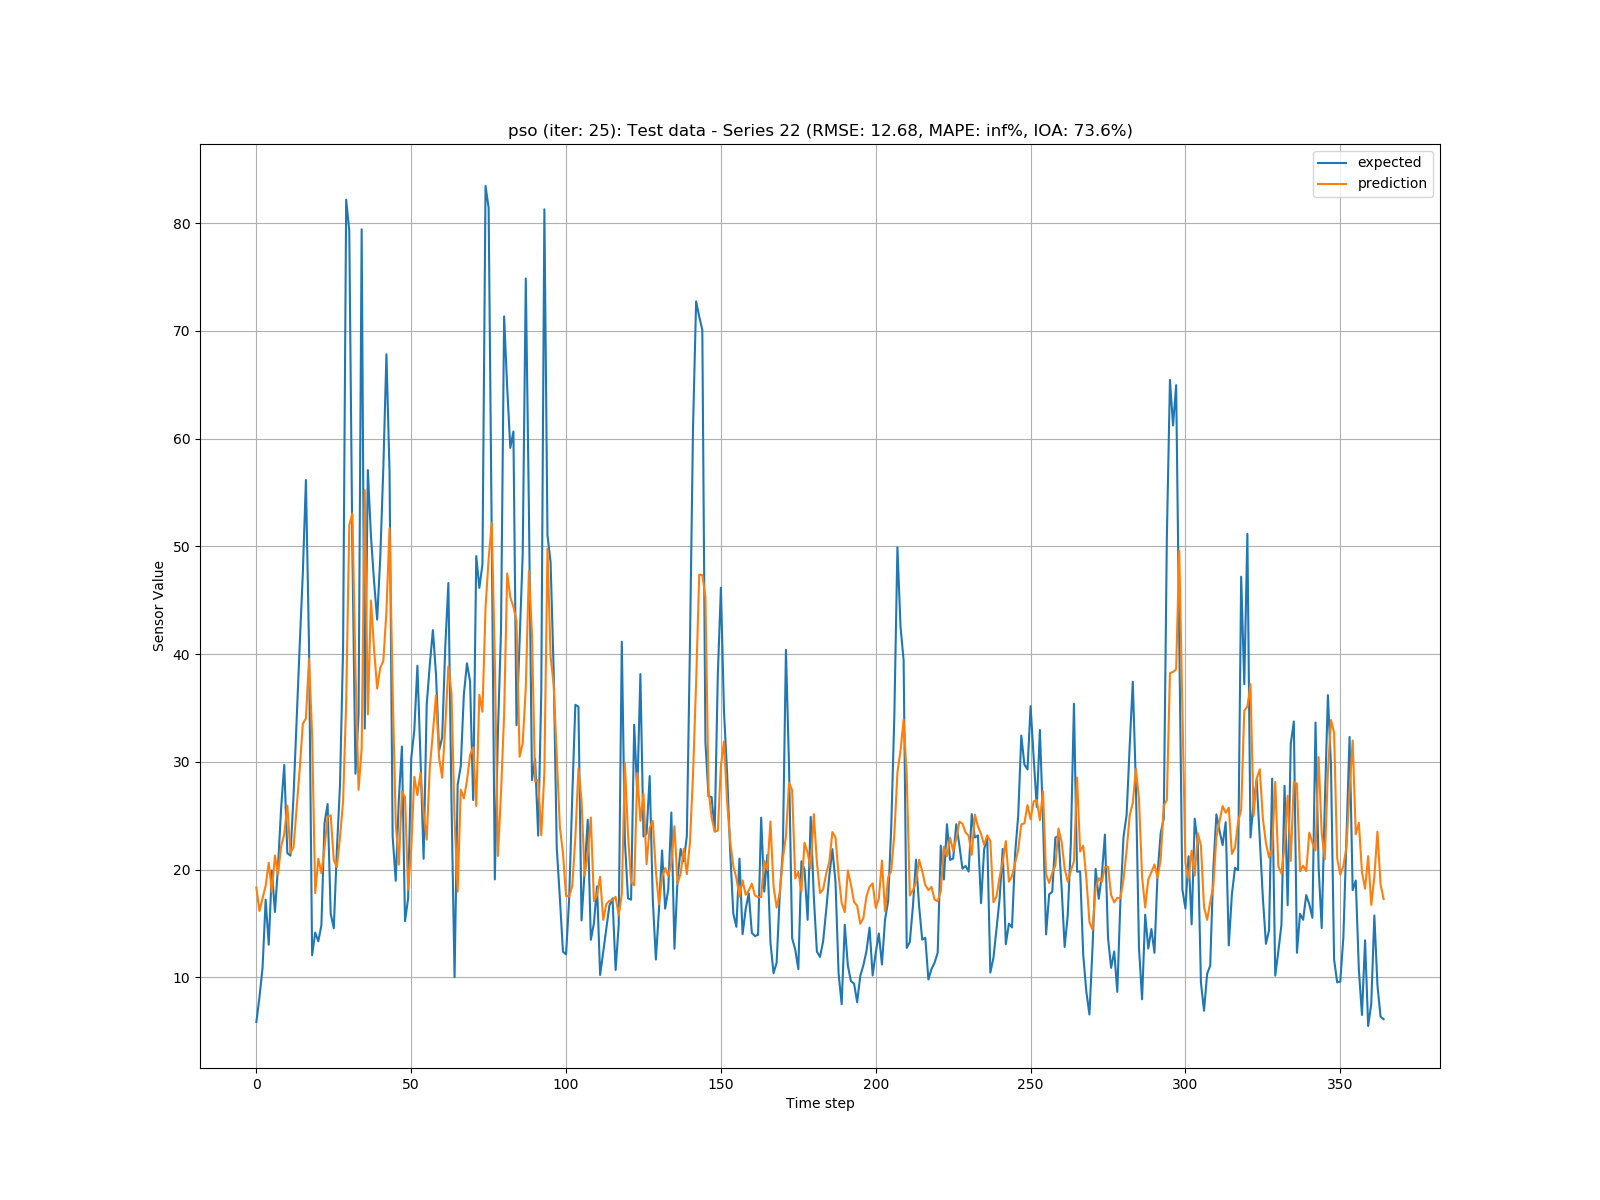 pso (iter: 25): Test data - Series 22 (RMSE: 12.68, MAPE: inf%, IOA: 73.6%)
expected
prediction
80
70
60
50
40
30
20
10
Sensor Value
0 50 100 150 200 250 300 350
Time step